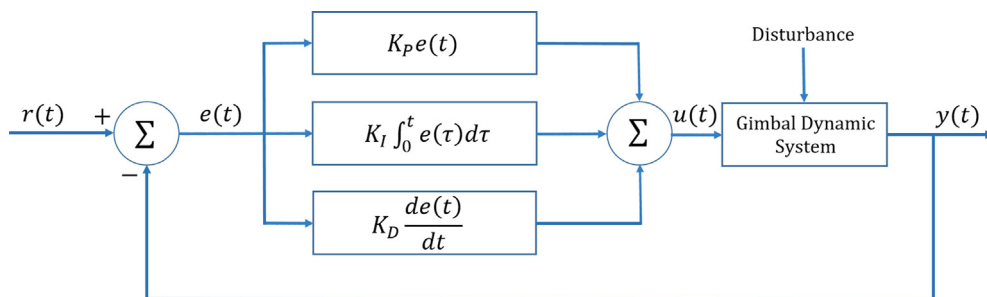 K_P e(t)
Disturbance
r(t)
+
Σ
e(t)
K_I ∫_0^t e(τ)dτ
Σ
u(t)
Gimbal Dynamic
System
y(t)
−
K_D de(t)/dt